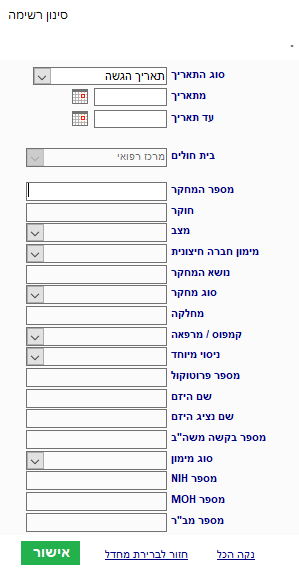 סינון רשימה
סוג התאריך תאריך הגשה
מתאריך
עד תאריך
בית חולים מרכז רפואי
מספר המחקר
חוקר
מצב
מימון חברה חיצונית
נושא המחקר
סוג מחקר
מחלקה
קמפוס / מרפאה
ניסוי מיוחד
מספר פרוטוקול
שם היזם
שם נציג היזם
מספר בקשה משה"ב
סוג מימון
מספר NIH
מספר MOH
מספר מב"ר
נקה הכל חזור לברירת מחדל אישור